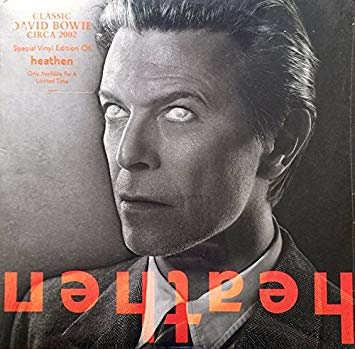 CLASSIC
DAVID BOWIE
CIRCA 2002
Special Vinyl Edition Of
heathen
Only Available For A
Limited Time
heathen